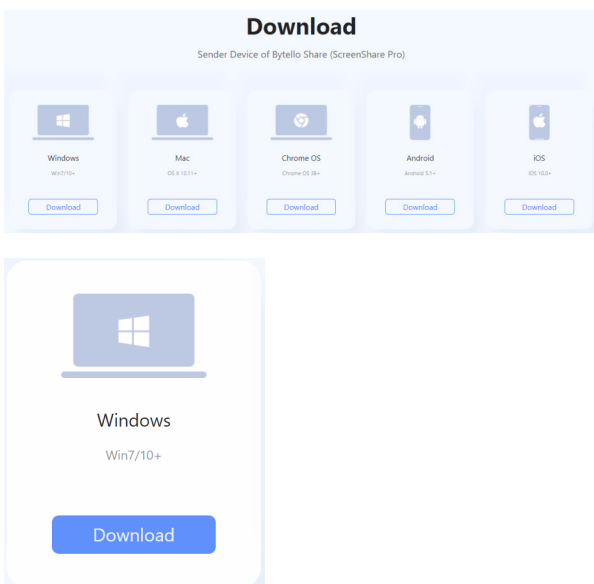 Download
Sender Device of Bytello Share (ScreenShare Pro)
Windows Mac Chrome OS Android iOS
Win7/10+ OS X 10.11+ Chrome OS 38+ Android 5.1+ iOS 10.0+
Download Download Download Download Download
Windows
Win7/10+
Download